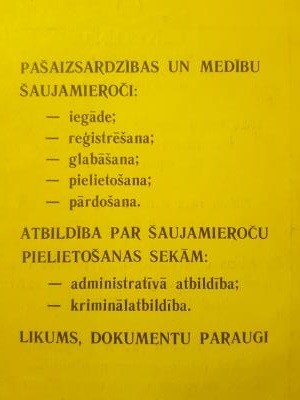 PAŠAIZSARDZĪBAS UN MEDĪBU
ŠAUJAMIEROČI:
— iegāde;
— reģistrēšana;
— glabāšana;
— pielietošana;
— pārdošana.
ATBILDĪBA PAR ŠAUJAMIEROČU
PIELIETOŠANAS SEKĀM:
— administratīvā atbildība;
— kriminālatbildība.
LIKUMS, DOKUMENTU PARAUGI